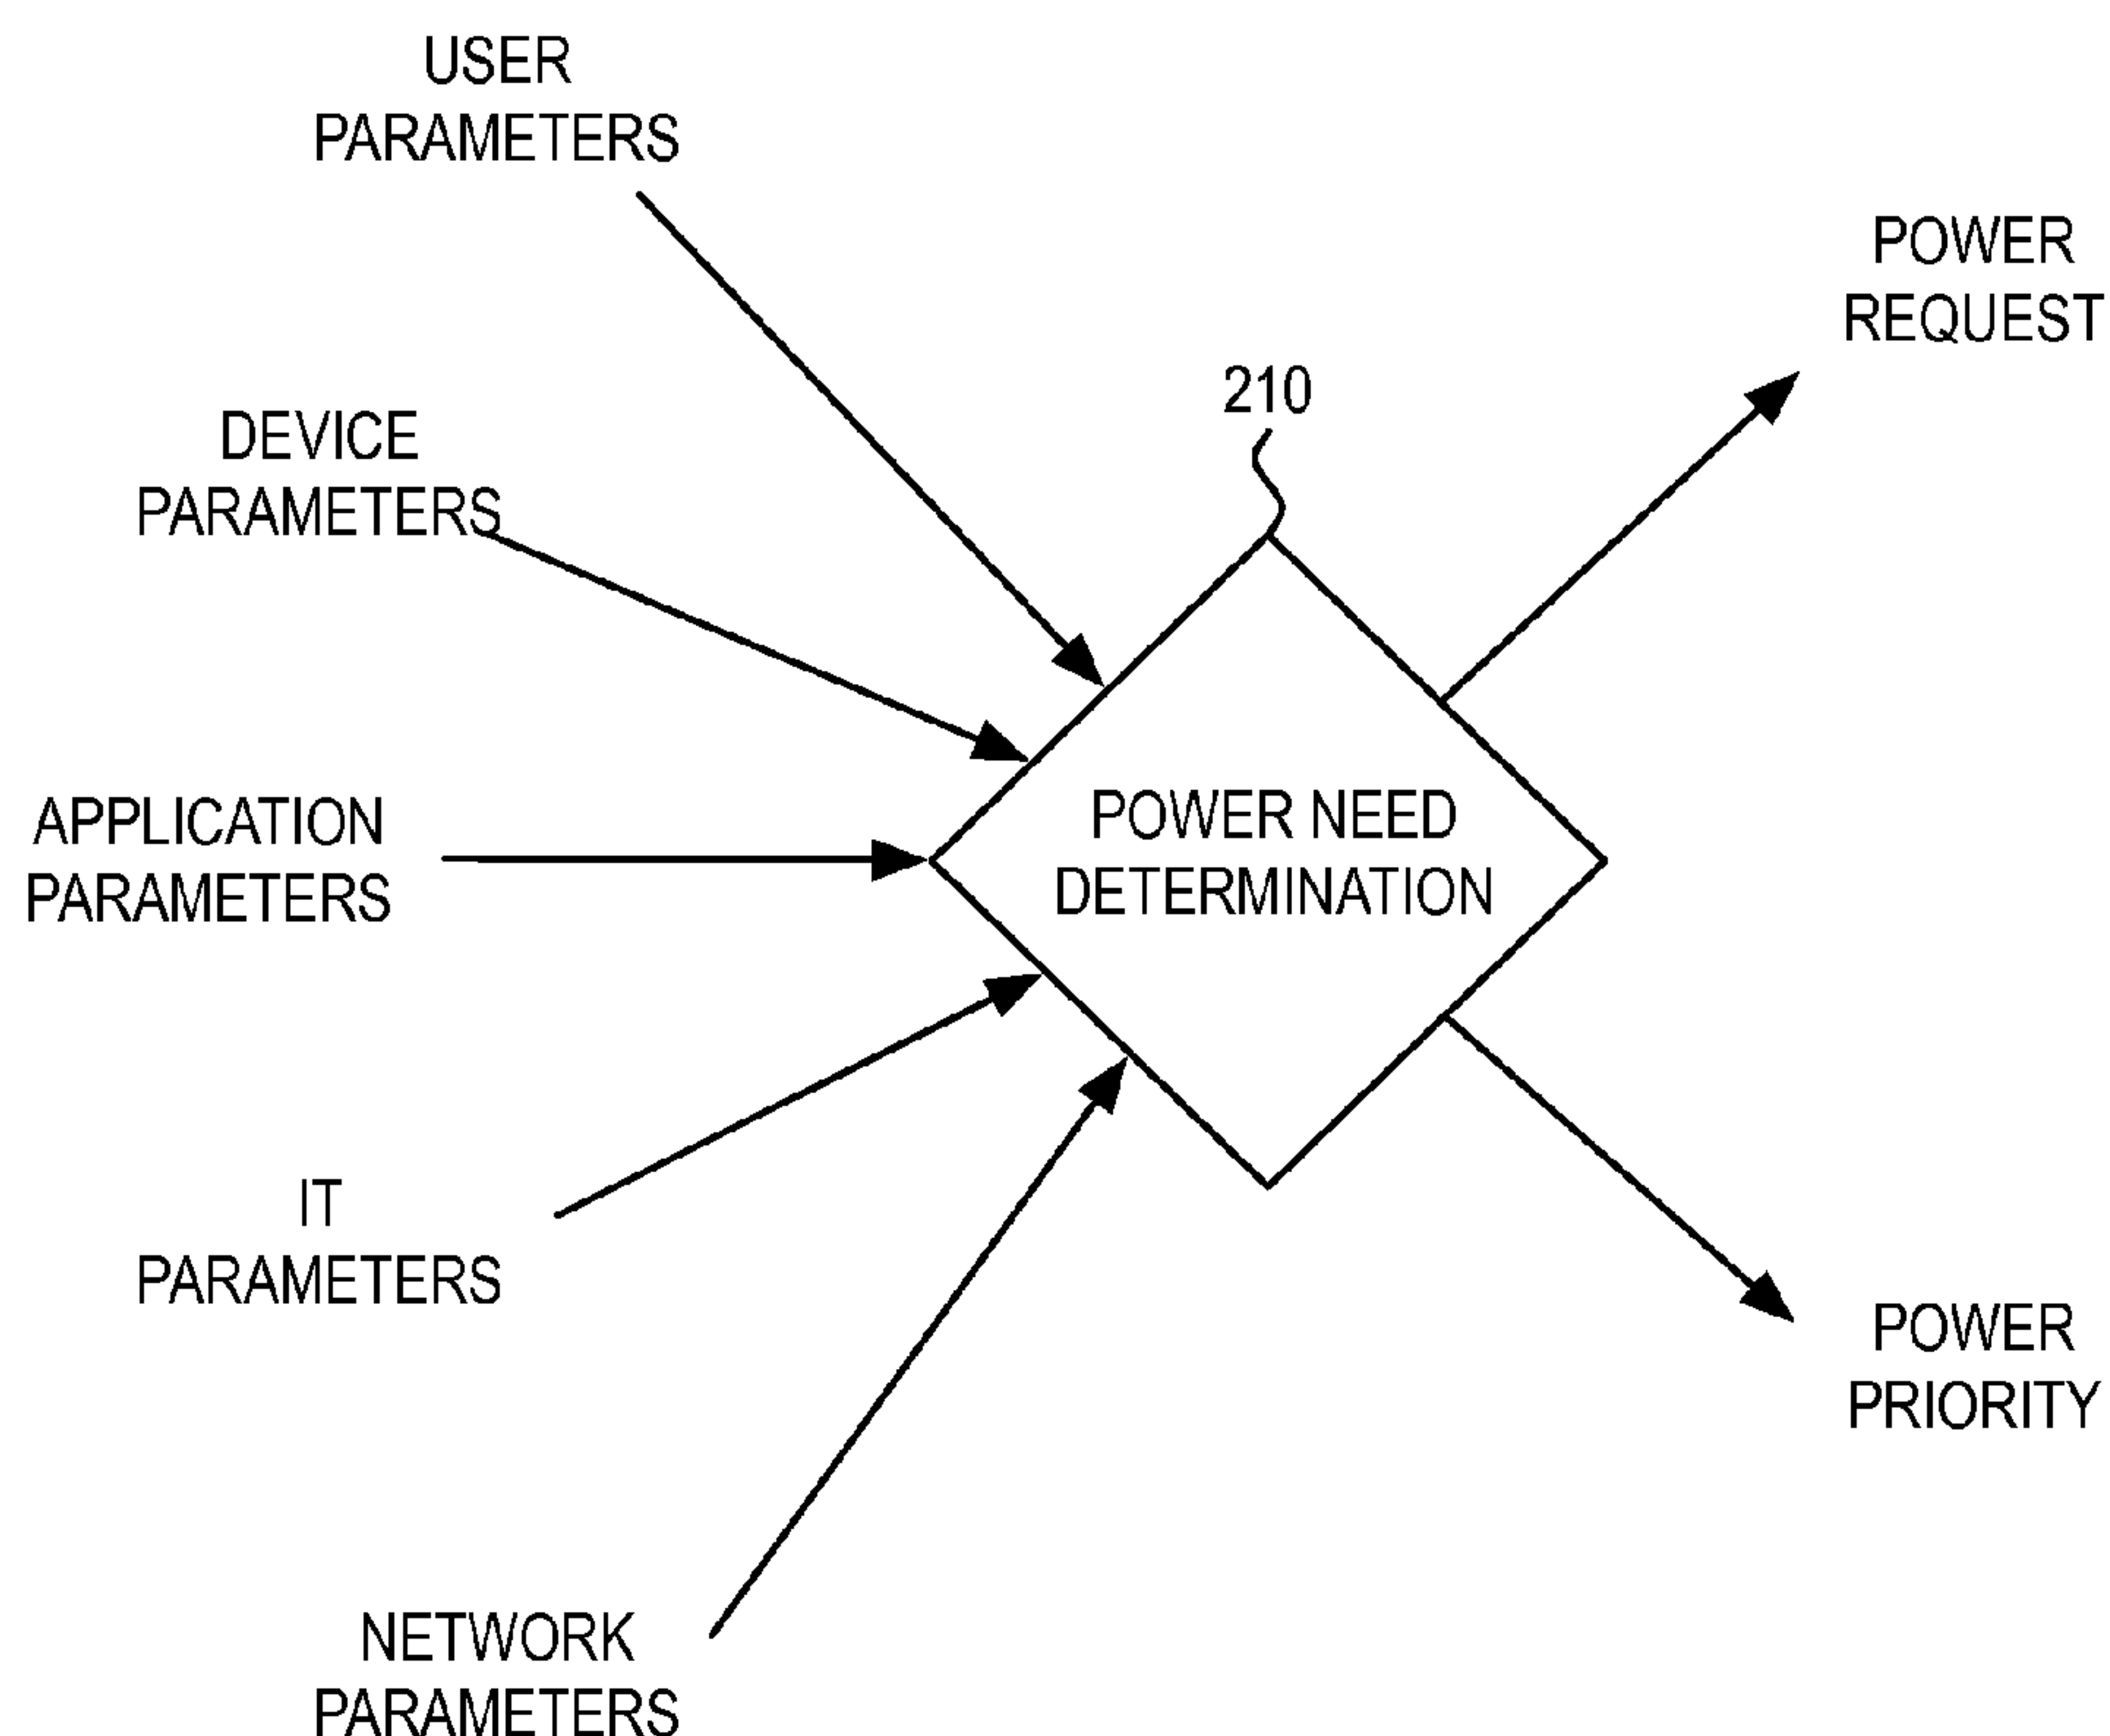 USER
PARAMETERS
POWER
REQUEST
210
DEVICE
PARAMETERS
APPLICATION
PARAMETERS
POWER NEED
DETERMINATION
IT
PARAMETERS
POWER
PRIORITY
NETWORK
PARAMETERS